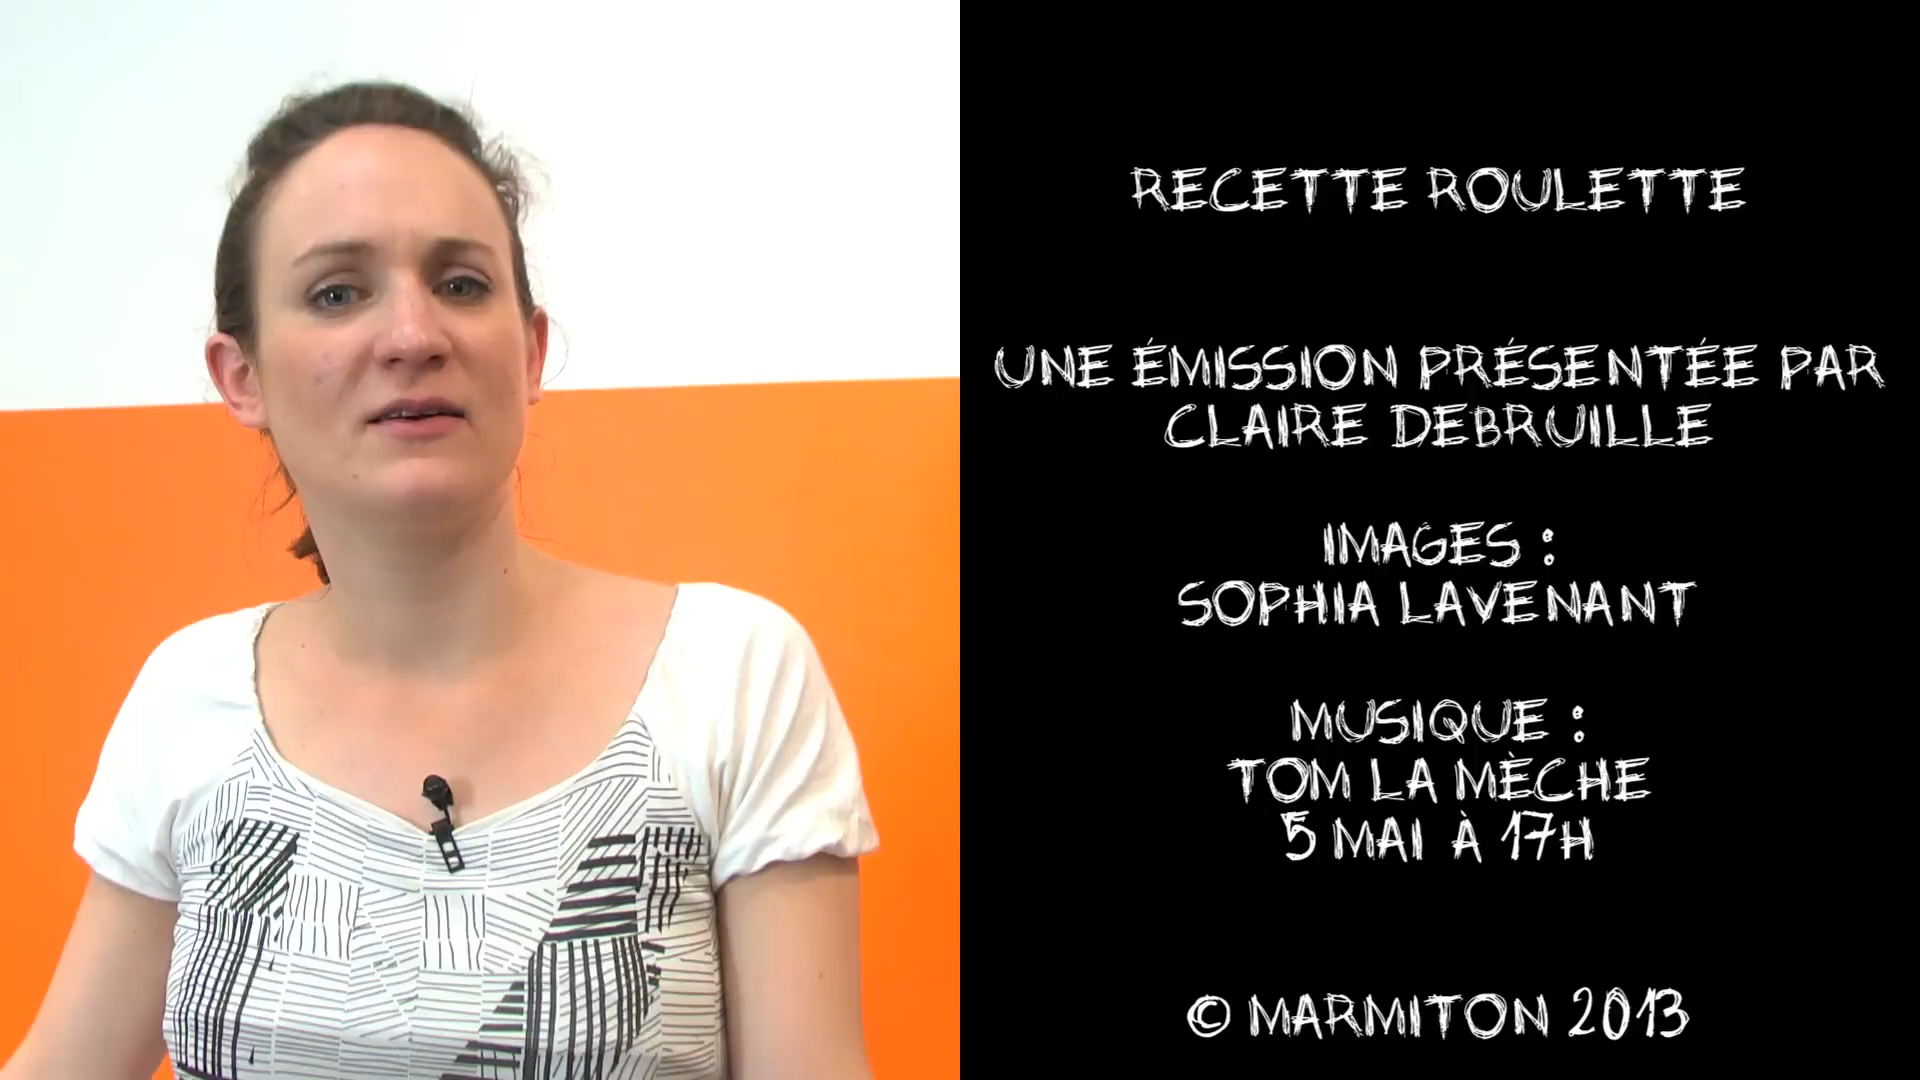 RECETTE ROULETTE
UNE ÉMISSION PRÉSENTÉE PAR
CLAIRE DEBRUILLE
IMAGES :
SOPHIA LAVENANT
MUSIQUE :
TOM LA MÈCHE
5 MAI À 17H
© MARMITON 2013